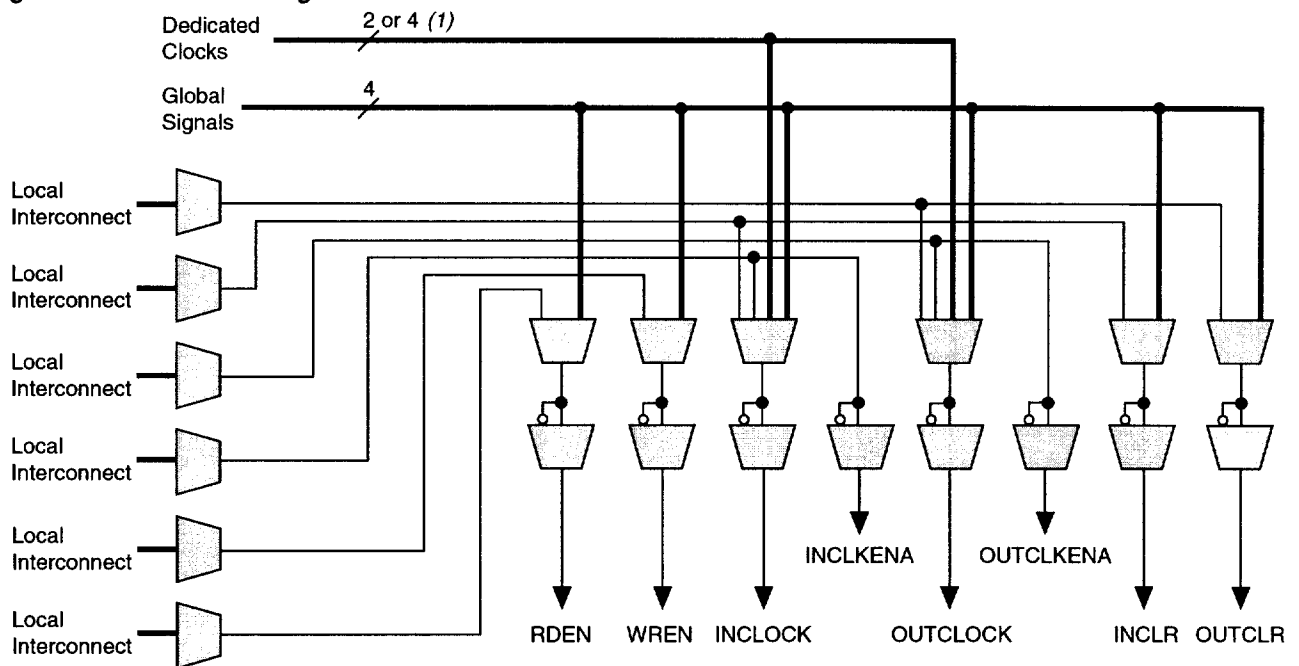 Dedicated
Clocks
2 or 4 (1)
Global
Signals
4
Local
Interconnect
Local
Interconnect
Local
Interconnect
Local
Interconnect
Local
Interconnect
Local
Interconnect
INCLKENA
OUTCLKENA
RDEN
WREN
INCLOCK
OUTCLOCK
INCLR
OUTCLR